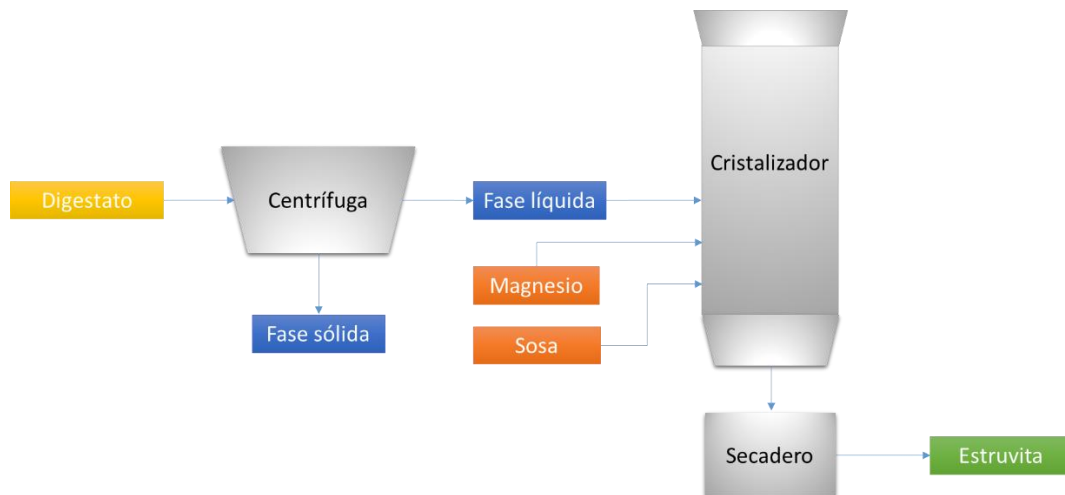 Digestato
Centrífuga
Fase sólida
Fase líquida
Magnesio
Sosa
Cristalizador
Secadero
Estruvita